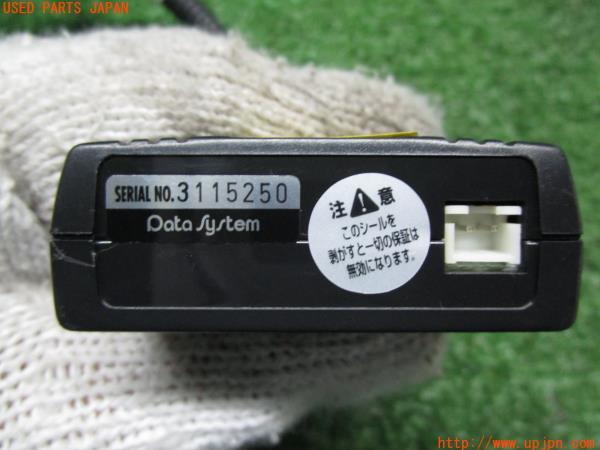 USED PARTS JAPAN
SERIAL NO.3115250
Data System
注意
このシールを
剥がすと一切の保証は
無効になります。
http://www.upjpn.com